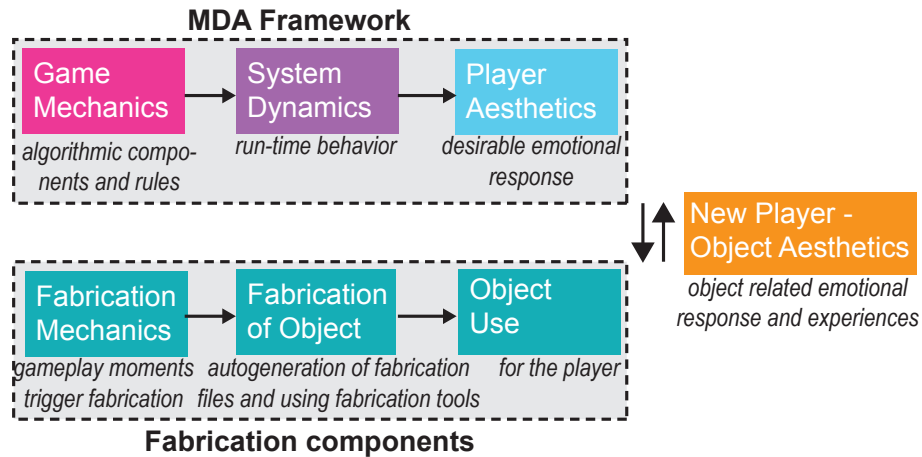 MDA Framework
Game
Mechanics
System
Dynamics
Player
Aesthetics
algorithmic compo-
nents and rules
run-time behavior
desirable emotional
response
New Player -
Object Aesthetics
object related emotional
response and experiences
Fabrication
Mechanics
Fabrication
of Object
Object
Use
gameplay moments
trigger fabrication
autogeneration of fabrication
files and using fabrication tools
for the player
Fabrication components